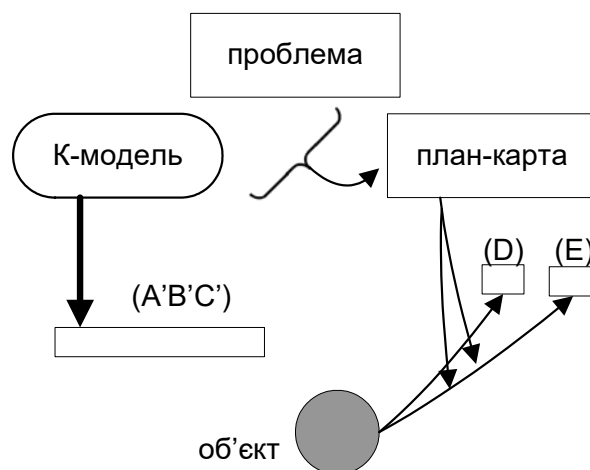 проблема
К-модель
план-карта
(D)
(E)
(A’B’C’)
об’єкт